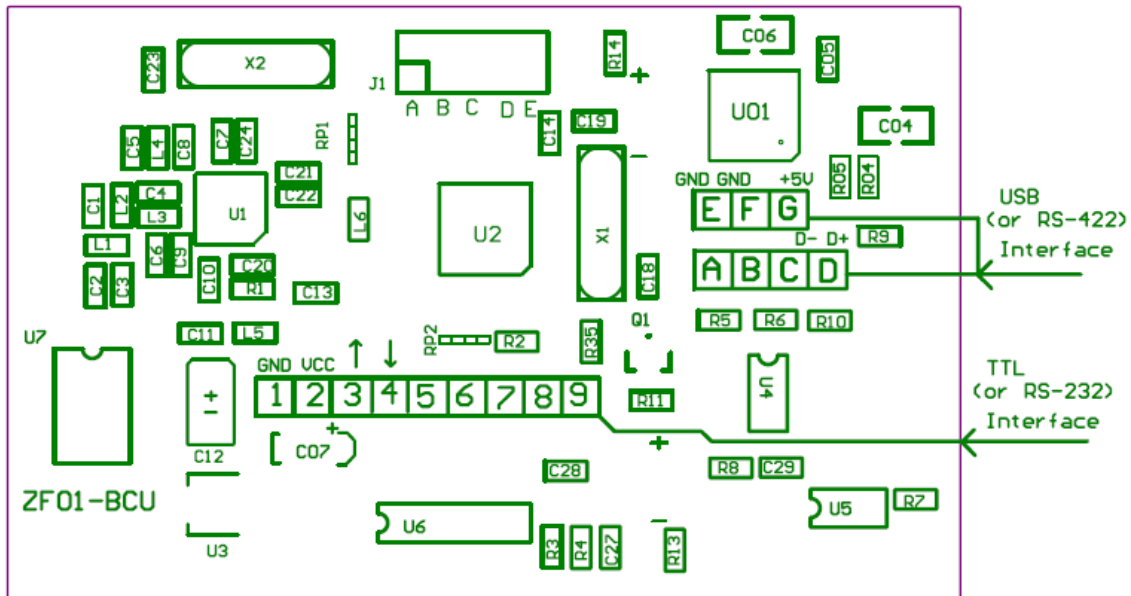 C23
X2
J1
A B C D E
R14
+
C06
C05
U01
C04
C5
L4
C8
C7
C24
RP1
C14
C19
−
C21
C22
C1
L2
C4
L3
U1
L6
U2
X1
R05
R04
GND GND +5V
E F G
D- D+
R9
USB
(or RS-422)
Interface
L1
C6
C9
C2
C3
C10
C20
R1
C13
C18
A B C D
U7
C11
L5
RP2
R2
R35
Q1
R5
R6
R10
GND VCC
1 2 3 4 5 6 7 8 9
R11
U4
TTL
(or RS-232)
Interface
+
−
C12
+
C07
+
C28
R8
C29
ZF01-BCU
U3
U6
R3
R4
C27
−
R13
U5
R7